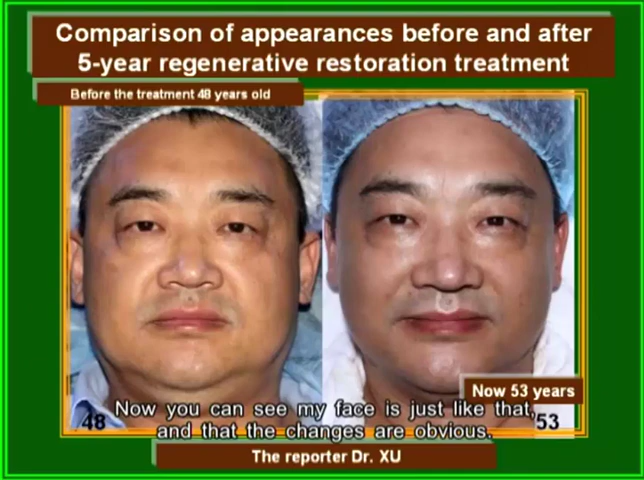 Comparison of appearances before and after
5-year regenerative restoration treatment
Before the treatment 48 years old
Now 53 years
Now you can see my face is just like that,
48
53
and that the changes are obvious.
The reporter Dr. XU